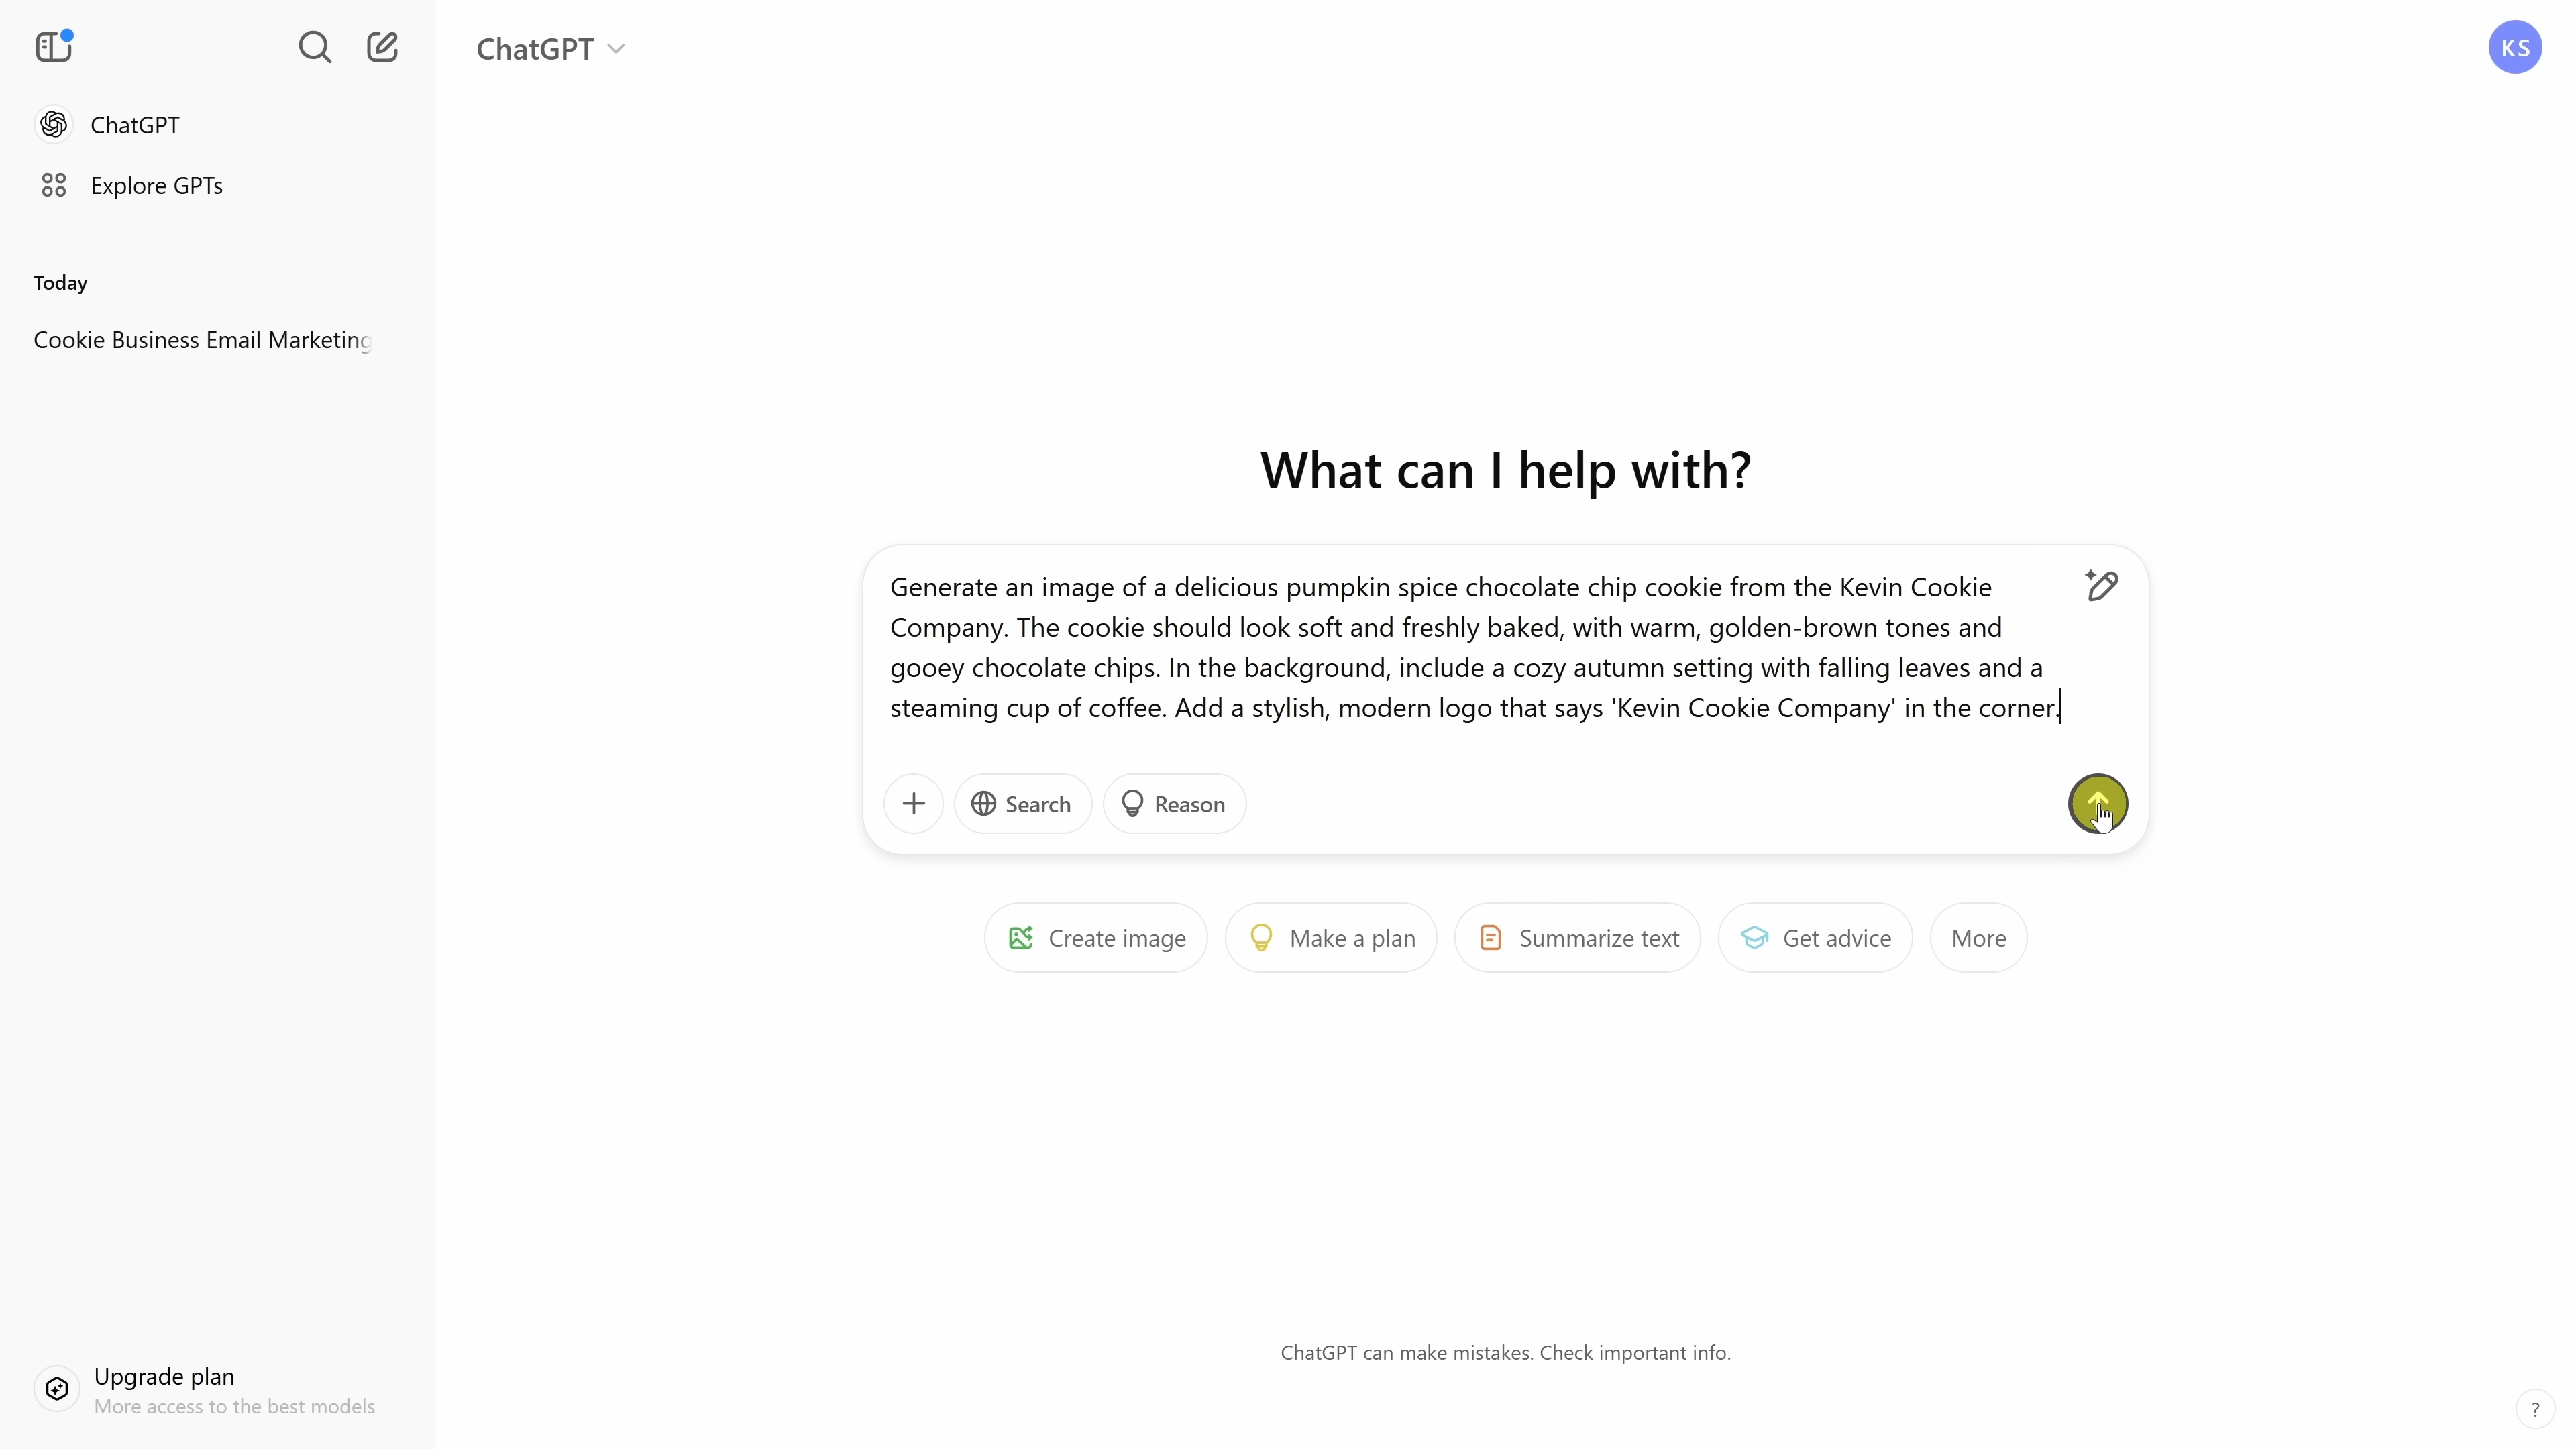 ChatGPT
KS
ChatGPT
Explore GPTs
Today
Cookie Business Email Marketing
What can I help with?
Generate an image of a delicious pumpkin spice chocolate chip cookie from the Kevin Cookie
Company. The cookie should look soft and freshly baked, with warm, golden-brown tones and
gooey chocolate chips. In the background, include a cozy autumn setting with falling leaves and a
steaming cup of coffee. Add a stylish, modern logo that says 'Kevin Cookie Company' in the corner.
Search
Reason
Create image
Make a plan
Summarize text
Get advice
More
ChatGPT can make mistakes. Check important info.
Upgrade plan
More access to the best models
?